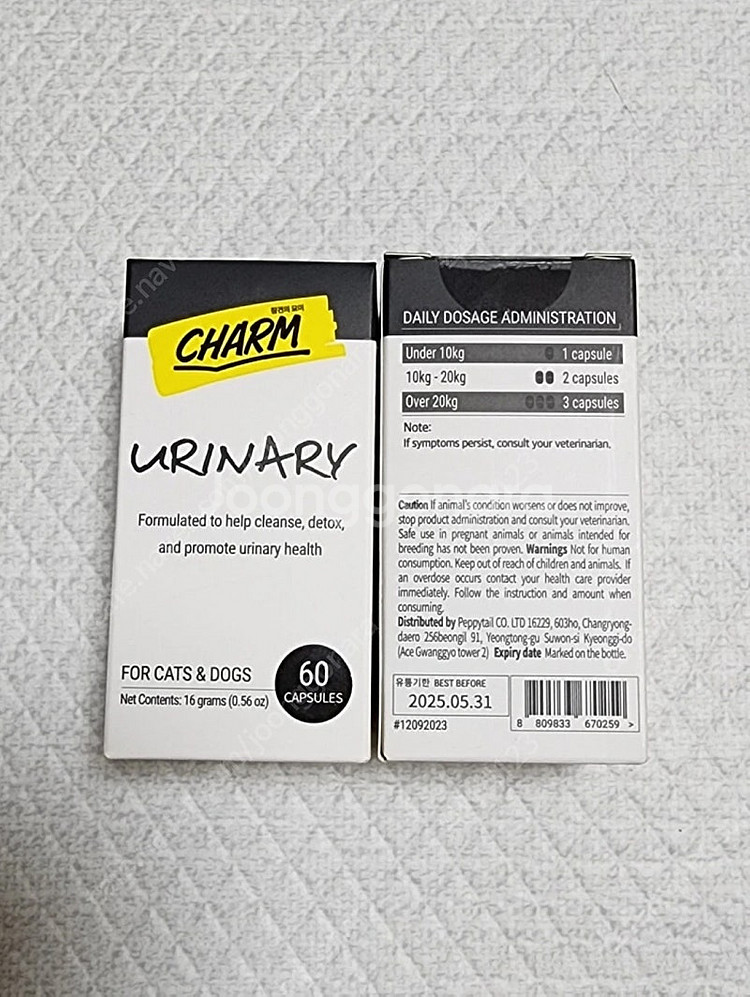 CHARM
URINARY
Formulated to help cleanse, detox,
and promote urinary health
FOR CATS & DOGS
Net Contents: 16 grams (0.56 oz)
60
CAPSULES
DAILY DOSAGE ADMINISTRATION
Under 10kg 1 capsule
10kg - 20kg 2 capsules
Over 20kg 3 capsules
Note:
If symptoms persist, consult your veterinarian.
Caution If animal's condition worsens or does not improve,
stop product administration and consult your veterinarian.
Safe use in pregnant animals or animals intended for
breeding has not been proven. Warnings Not for human
consumption. Keep out of reach of children and animals. If
an overdose occurs contact your health care provider
immediately. Follow the instruction and amount when
consuming.
Distributed by Peppytail CO. LTD 16229, 603ho, Changryong-
daero 256beongil 91, Yeongtong-gu Suwon-si Kyeonggi-do
(Ace Gwanggyo tower 2) Expiry date Marked on the bottle.
유통기한 BEST BEFORE
2025.05.31
#12092023
8 809833 670259 >
Joonggonara